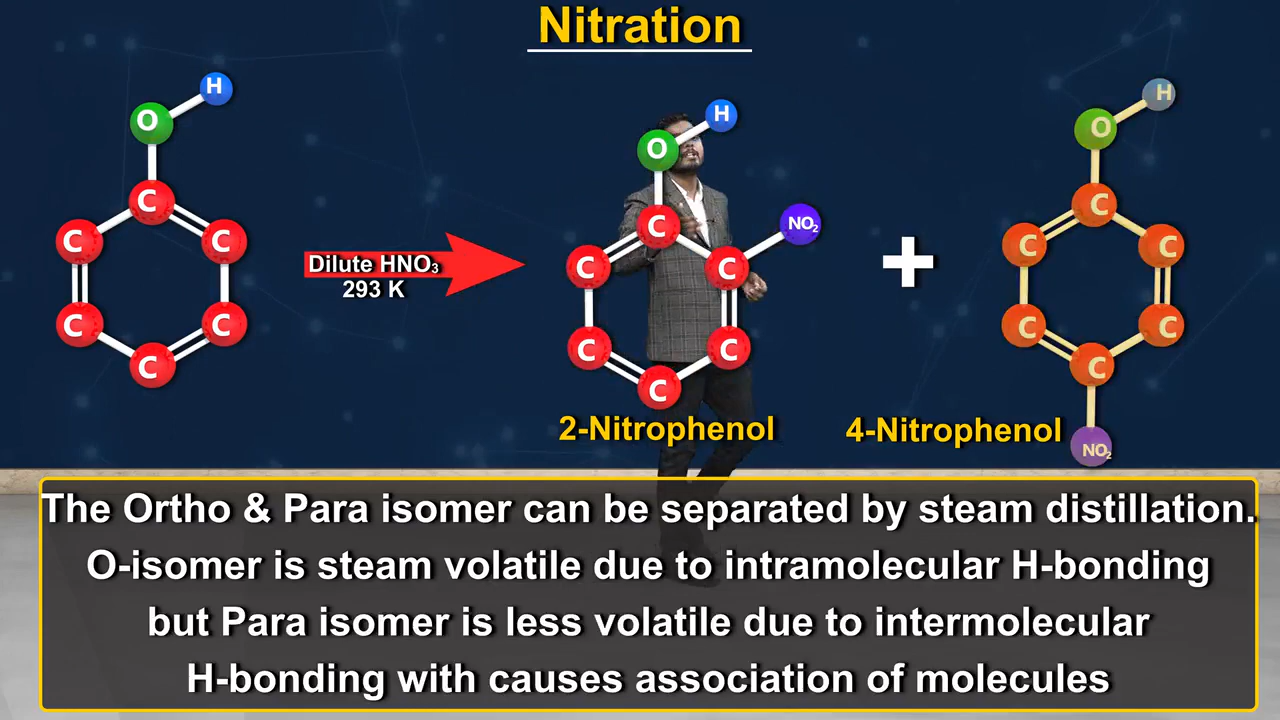 Nitration
H
O
C
C
C
C
C
C
Dilute HNO₃
293 K
H
O
NO₂
C
C
C
C
C
C
2-Nitrophenol
+
H
O
C
C
C
C
C
C
NO₂
4-Nitrophenol
The Ortho & Para isomer can be separated by steam distillation.
O-isomer is steam volatile due to intramolecular H-bonding
but Para isomer is less volatile due to intermolecular
H-bonding with causes association of molecules